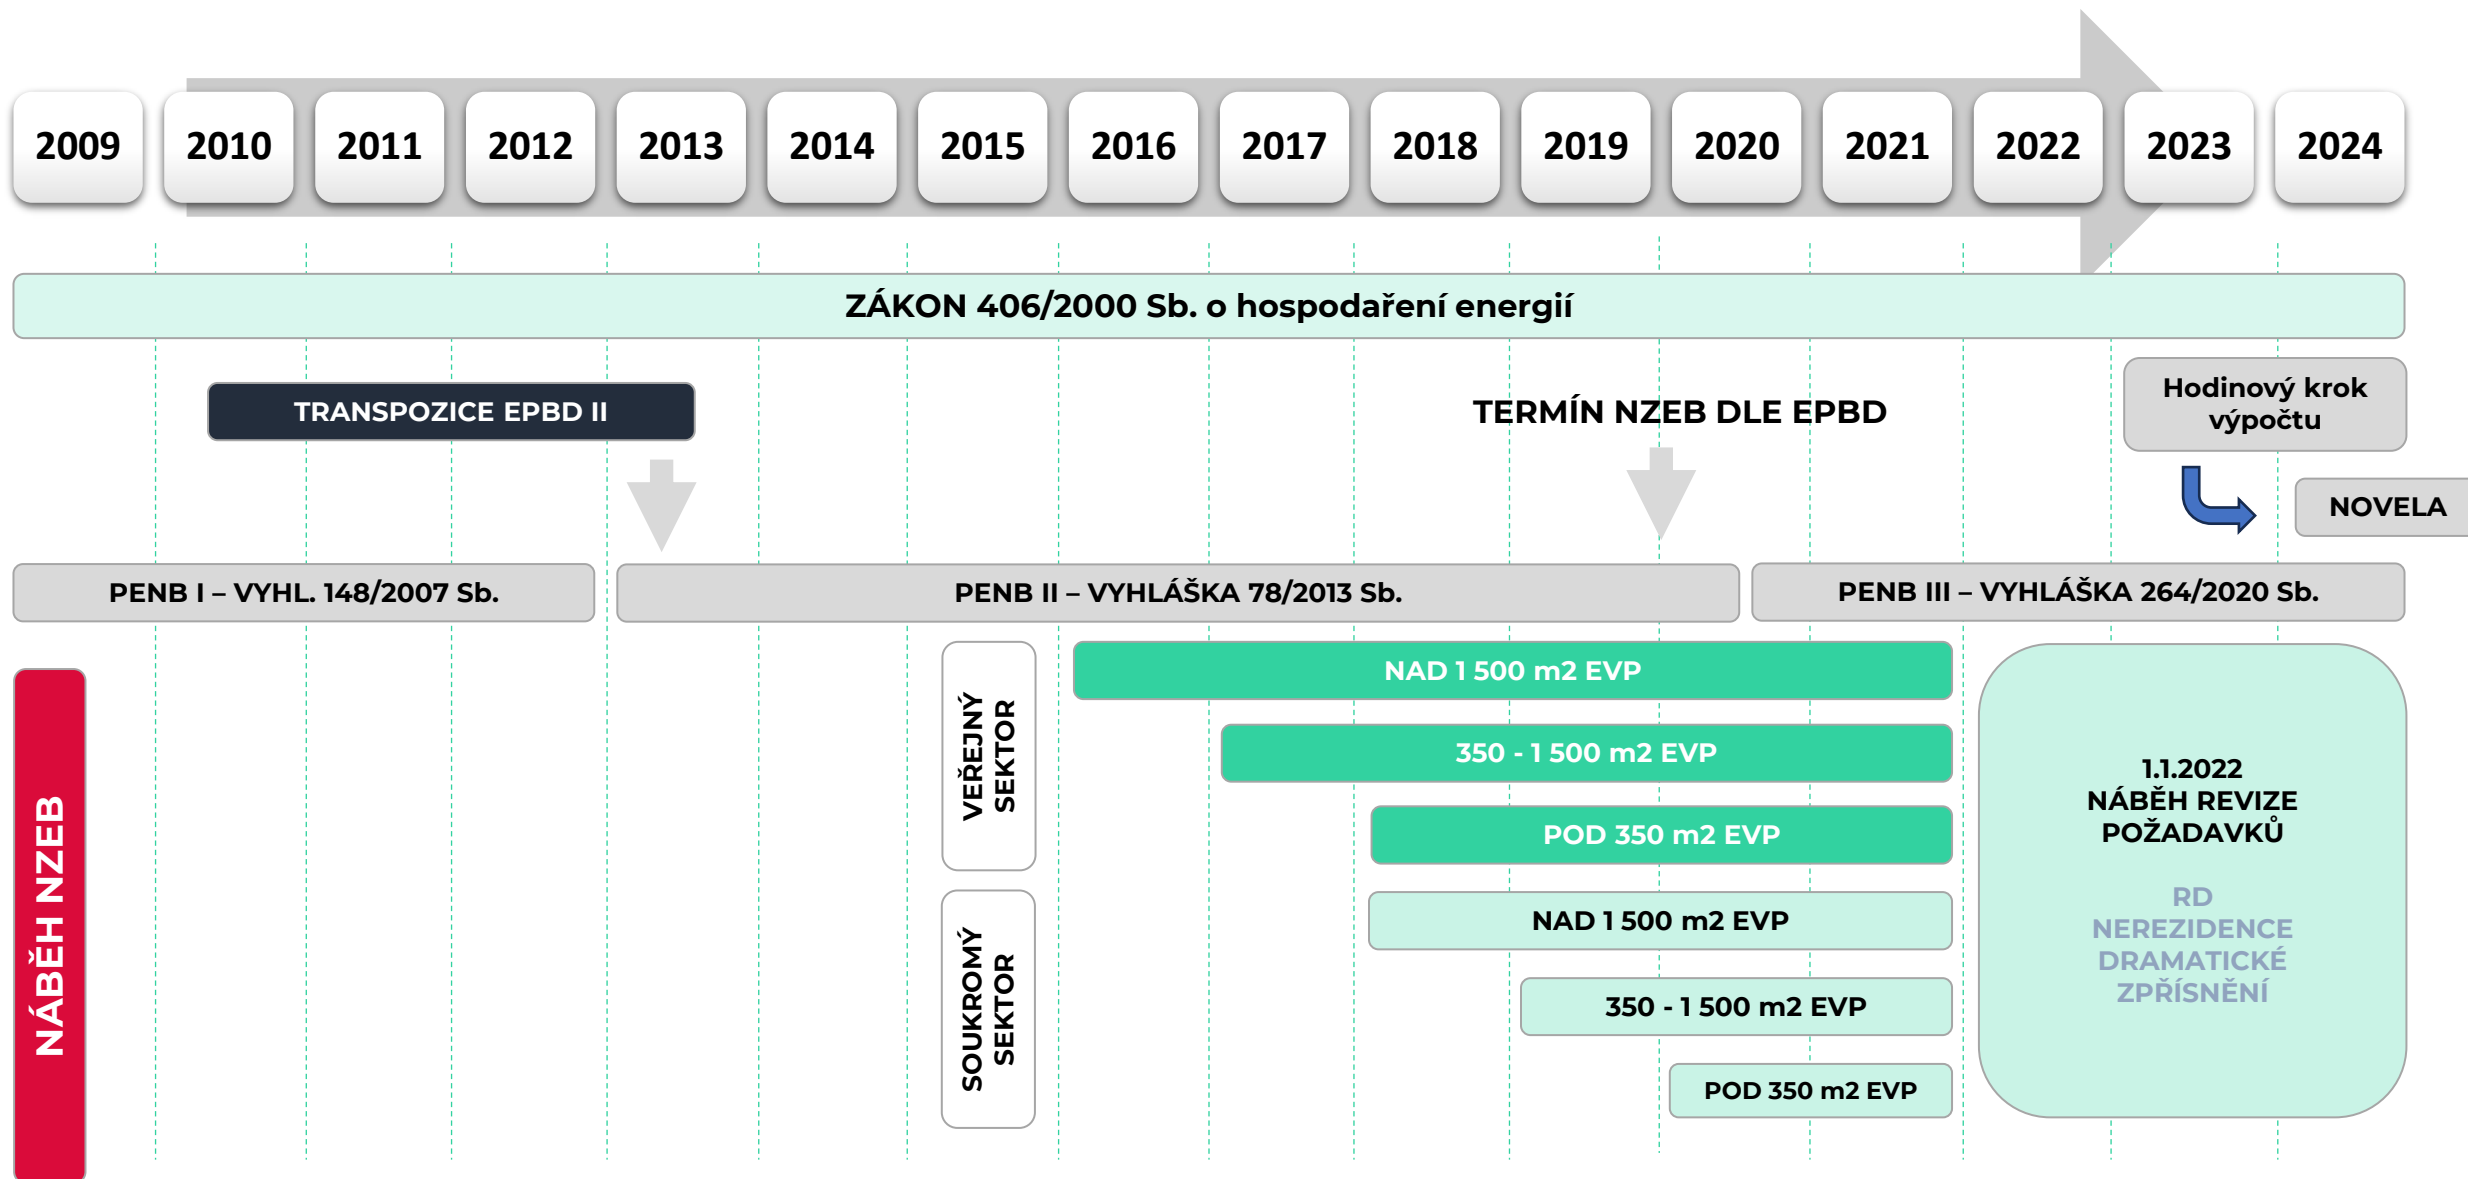 2009 2010 2011 2012 2013 2014 2015 2016 2017 2018 2019 2020 2021 2022 2023 2024
ZÁKON 406/2000 Sb. o hospodaření energií
TRANSPOZICE EPBD II
TERMÍN NZEB DLE EPBD
Hodinový krok
výpočtu
NOVELA
PENB I – VYHL. 148/2007 Sb.
PENB II – VYHLÁŠKA 78/2013 Sb.
PENB III – VYHLÁŠKA 264/2020 Sb.
NÁBĚH NZEB
VEŘEJNÝ
SEKTOR
NAD 1 500 m2 EVP
350 - 1 500 m2 EVP
POD 350 m2 EVP
SOUKROMÝ
SEKTOR
NAD 1 500 m2 EVP
350 - 1 500 m2 EVP
POD 350 m2 EVP
1.1.2022
NÁBĚH REVIZE
POŽADAVKŮ
RD
NEREZIDENCE
DRAMATICKÉ
ZPŘÍSNĚNÍ